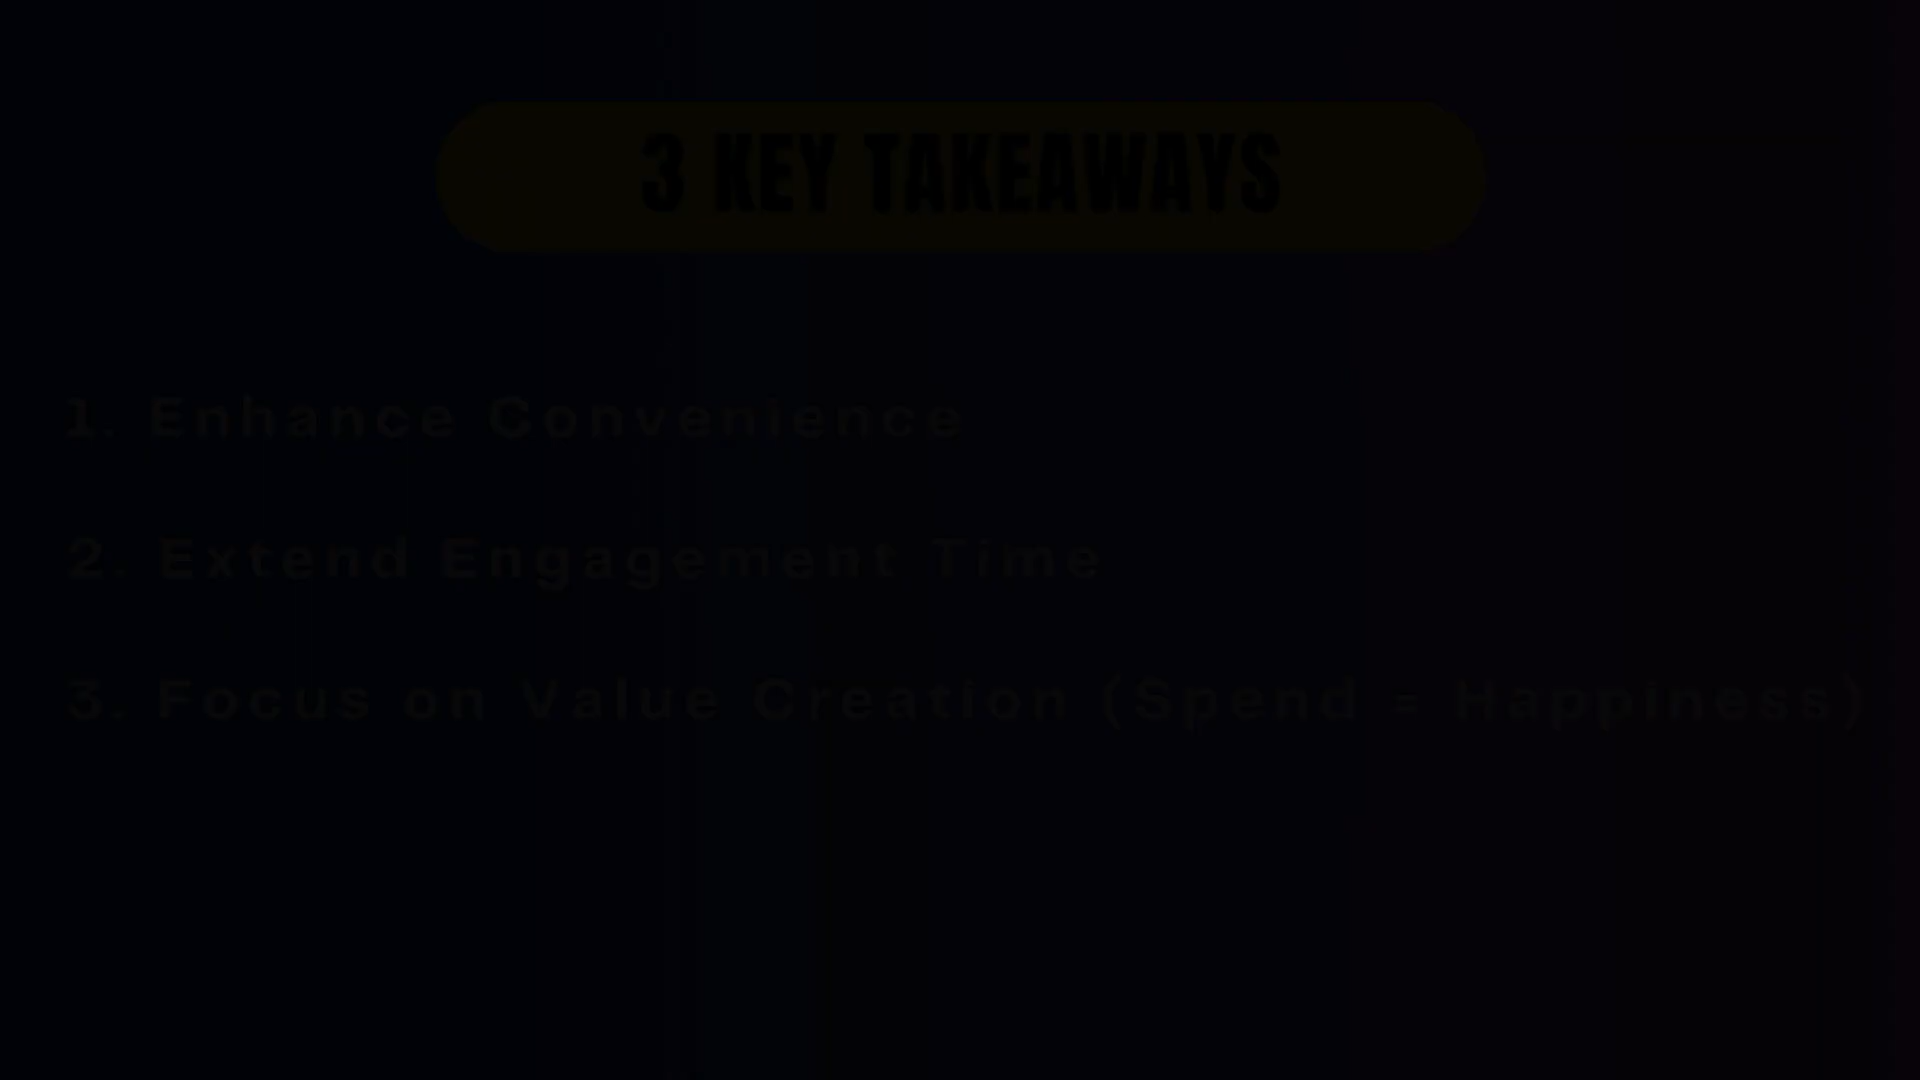 3 KEY TAKEAWAYS
1. Enhance Convenience
2. Extend Engagement Time
3. Focus on Value Creation (Spend = Happiness)